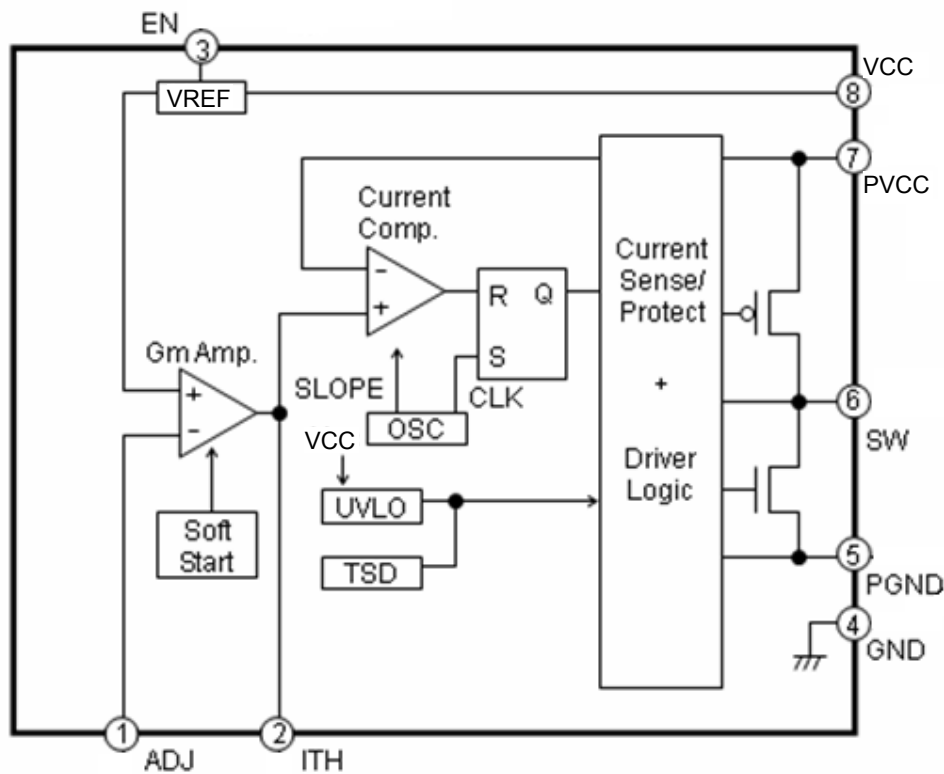 EN
3
VCC
VREF
8
7
PVCC
Current
Comp.
Current
Sense/
Protect
+
Driver
Logic
-
+
R Q
S
Gm Amp.
+
-
SLOPE
CLK
OSC
6
SW
VCC
UVLO
Soft
Start
TSD
5
PGND
4
GND
1
ADJ
2
ITH